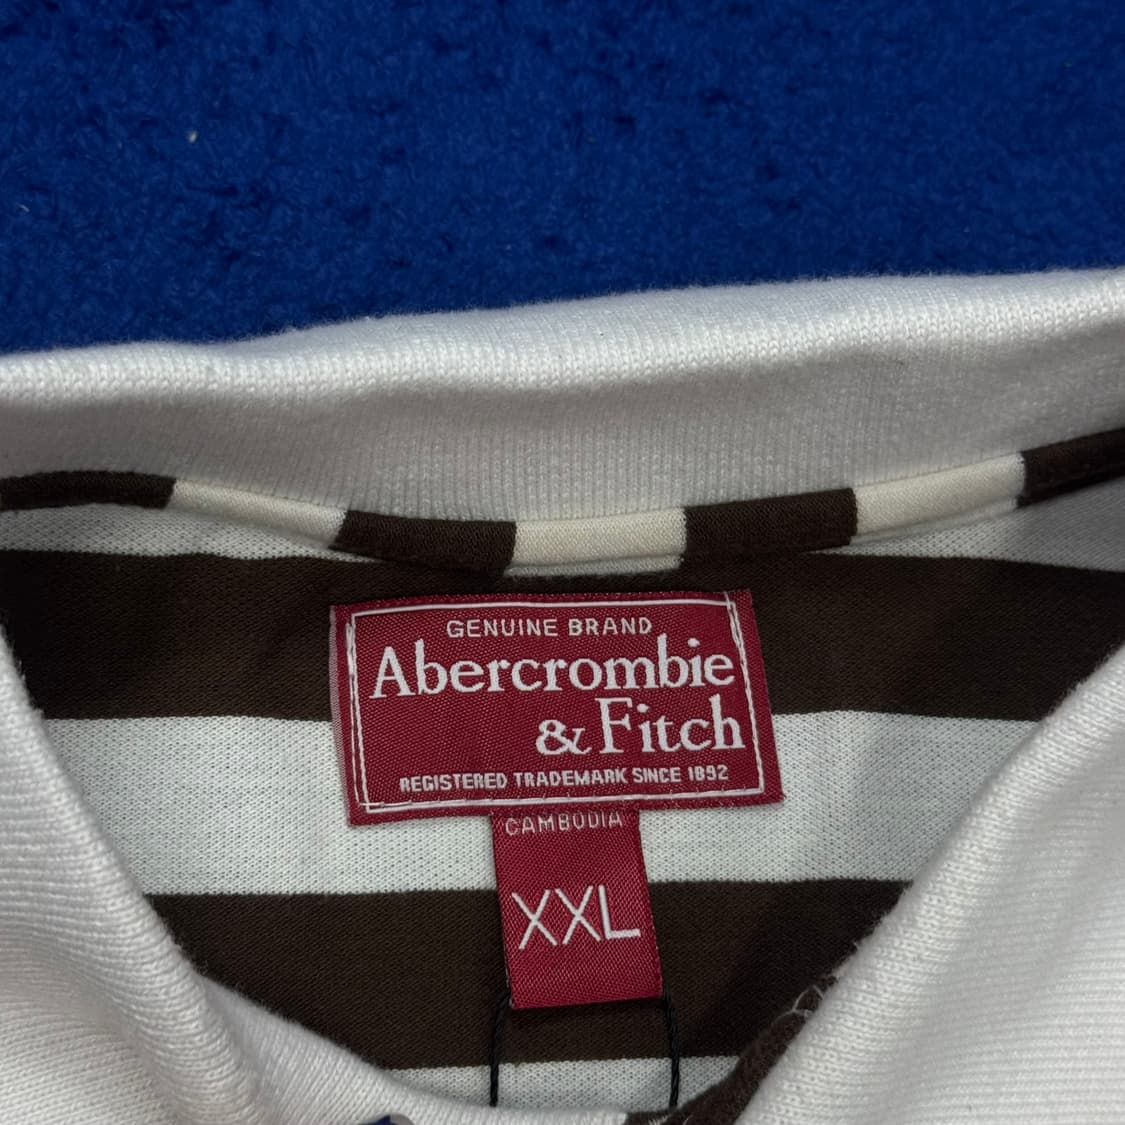 GENUINE BRAND
Abercrombie
& Fitch
REGISTERED TRADEMARK SINCE 1892
CAMBODIA
XXL